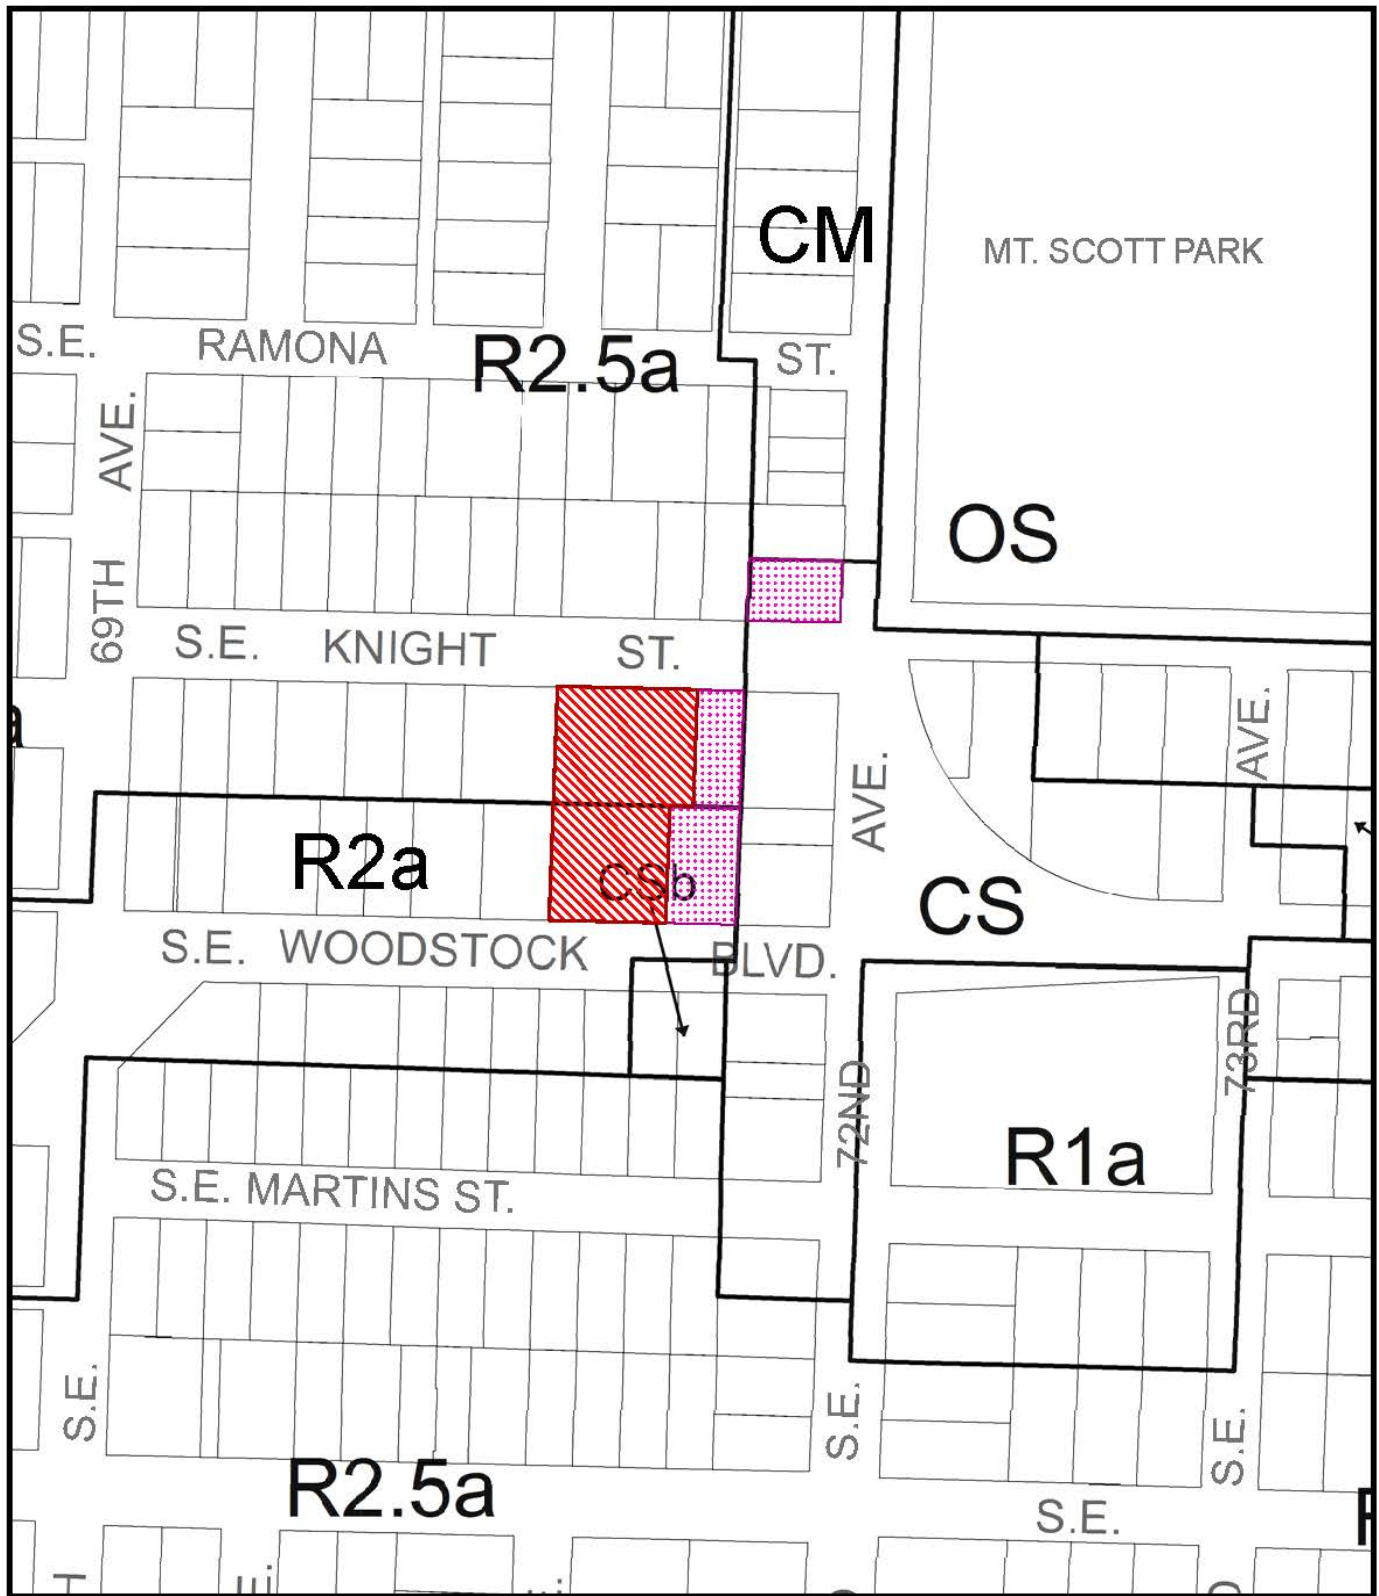 CM
MT. SCOTT PARK
S.E. RAMONA ST.
R2.5a
AVE.
OS
69TH
S.E. KNIGHT ST.
a
AVE.
AVE.
R2a
CSb
CS
S.E. WOODSTOCK BLVD.
73RD
72ND
R1a
S.E. MARTINS ST.
S.E.
S.E.
S.E.
R2.5a
S.E.